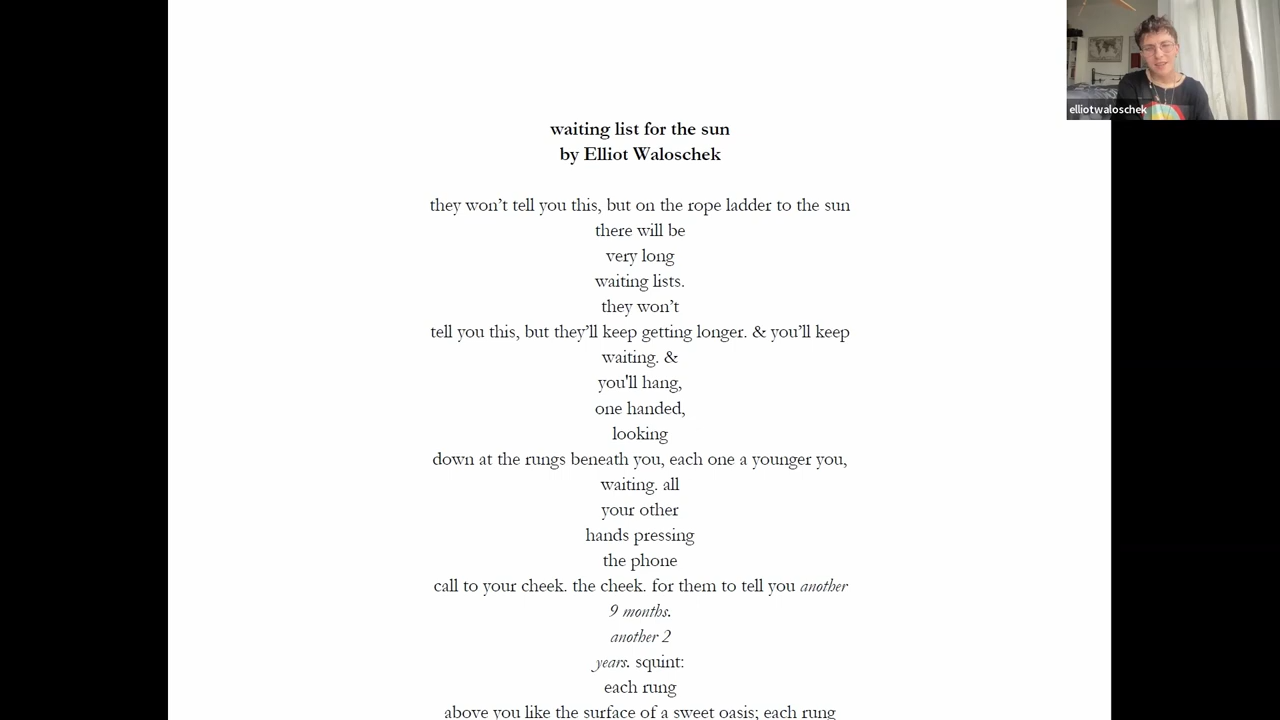 waiting list for the sun
by Elliot Waloschek
they won’t tell you this, but on the rope ladder to the sun
there will be
very long
waiting lists.
they won’t
tell you this, but they’ll keep getting longer. & you’ll keep
waiting. &
you'll hang,
one handed,
looking
down at the rungs beneath you, each one a younger you,
waiting. all
your other
hands pressing
the phone
call to your cheek. the cheek. for them to tell you another
9 months.
another 2
years. squint:
each rung
above you like the surface of a sweet oasis; each rung
elliotwaloschek